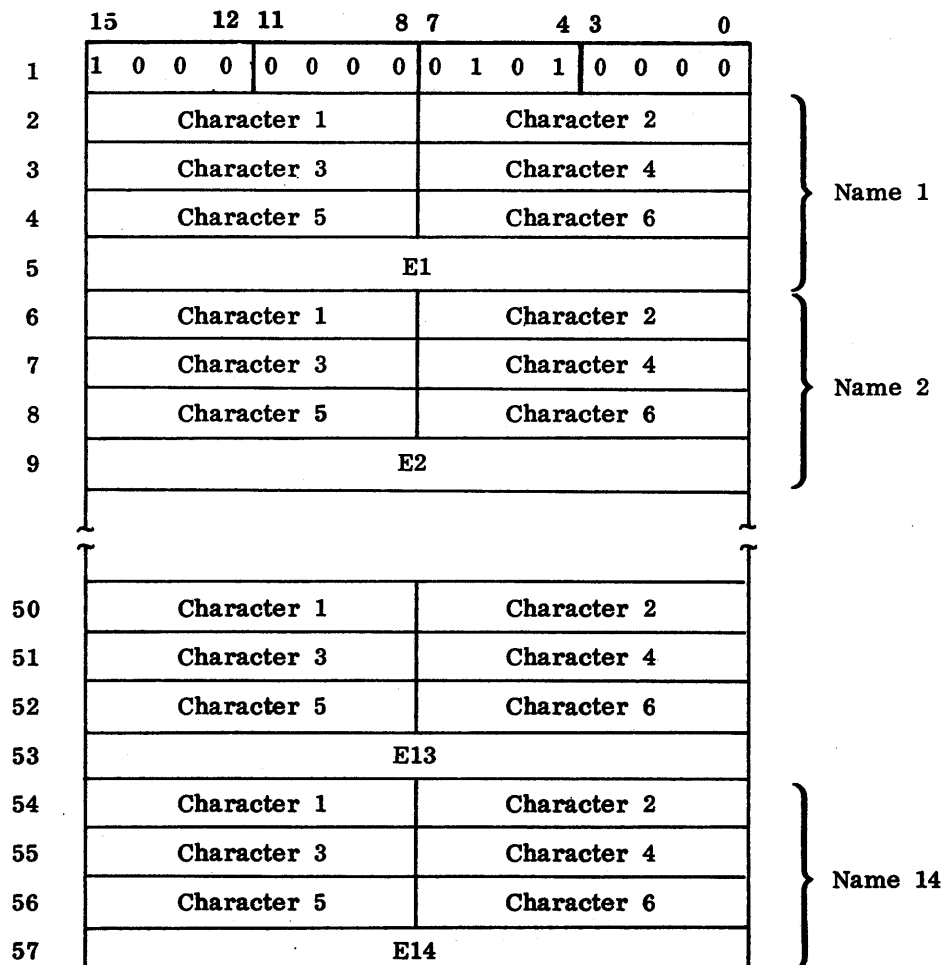 15 12 11 8 7 4 3 0
1 1 0 0 0 0 0 0 0 0 1 0 1 0 0 0 0
2 Character 1 Character 2
3 Character 3 Character 4
Name 1
4 Character 5 Character 6
5 E1
6 Character 1 Character 2
7 Character 3 Character 4
Name 2
8 Character 5 Character 6
9 E2
50 Character 1 Character 2
51 Character 3 Character 4
52 Character 5 Character 6
53 E13
54 Character 1 Character 2
55 Character 3 Character 4
Name 14
56 Character 5 Character 6
57 E14